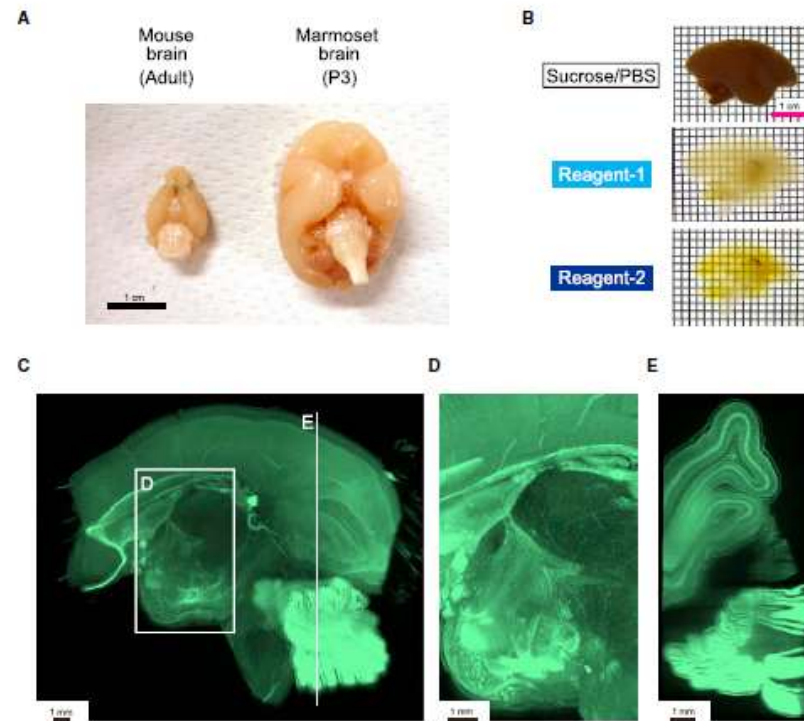 A
Mouse
brain
(Adult)
Marmoset
brain
(P3)
1 cm
B
Sucrose/PBS
1 cm
Reagent-1
Reagent-2
C
D
E
E
D
1 mm
1 mm
1 mm